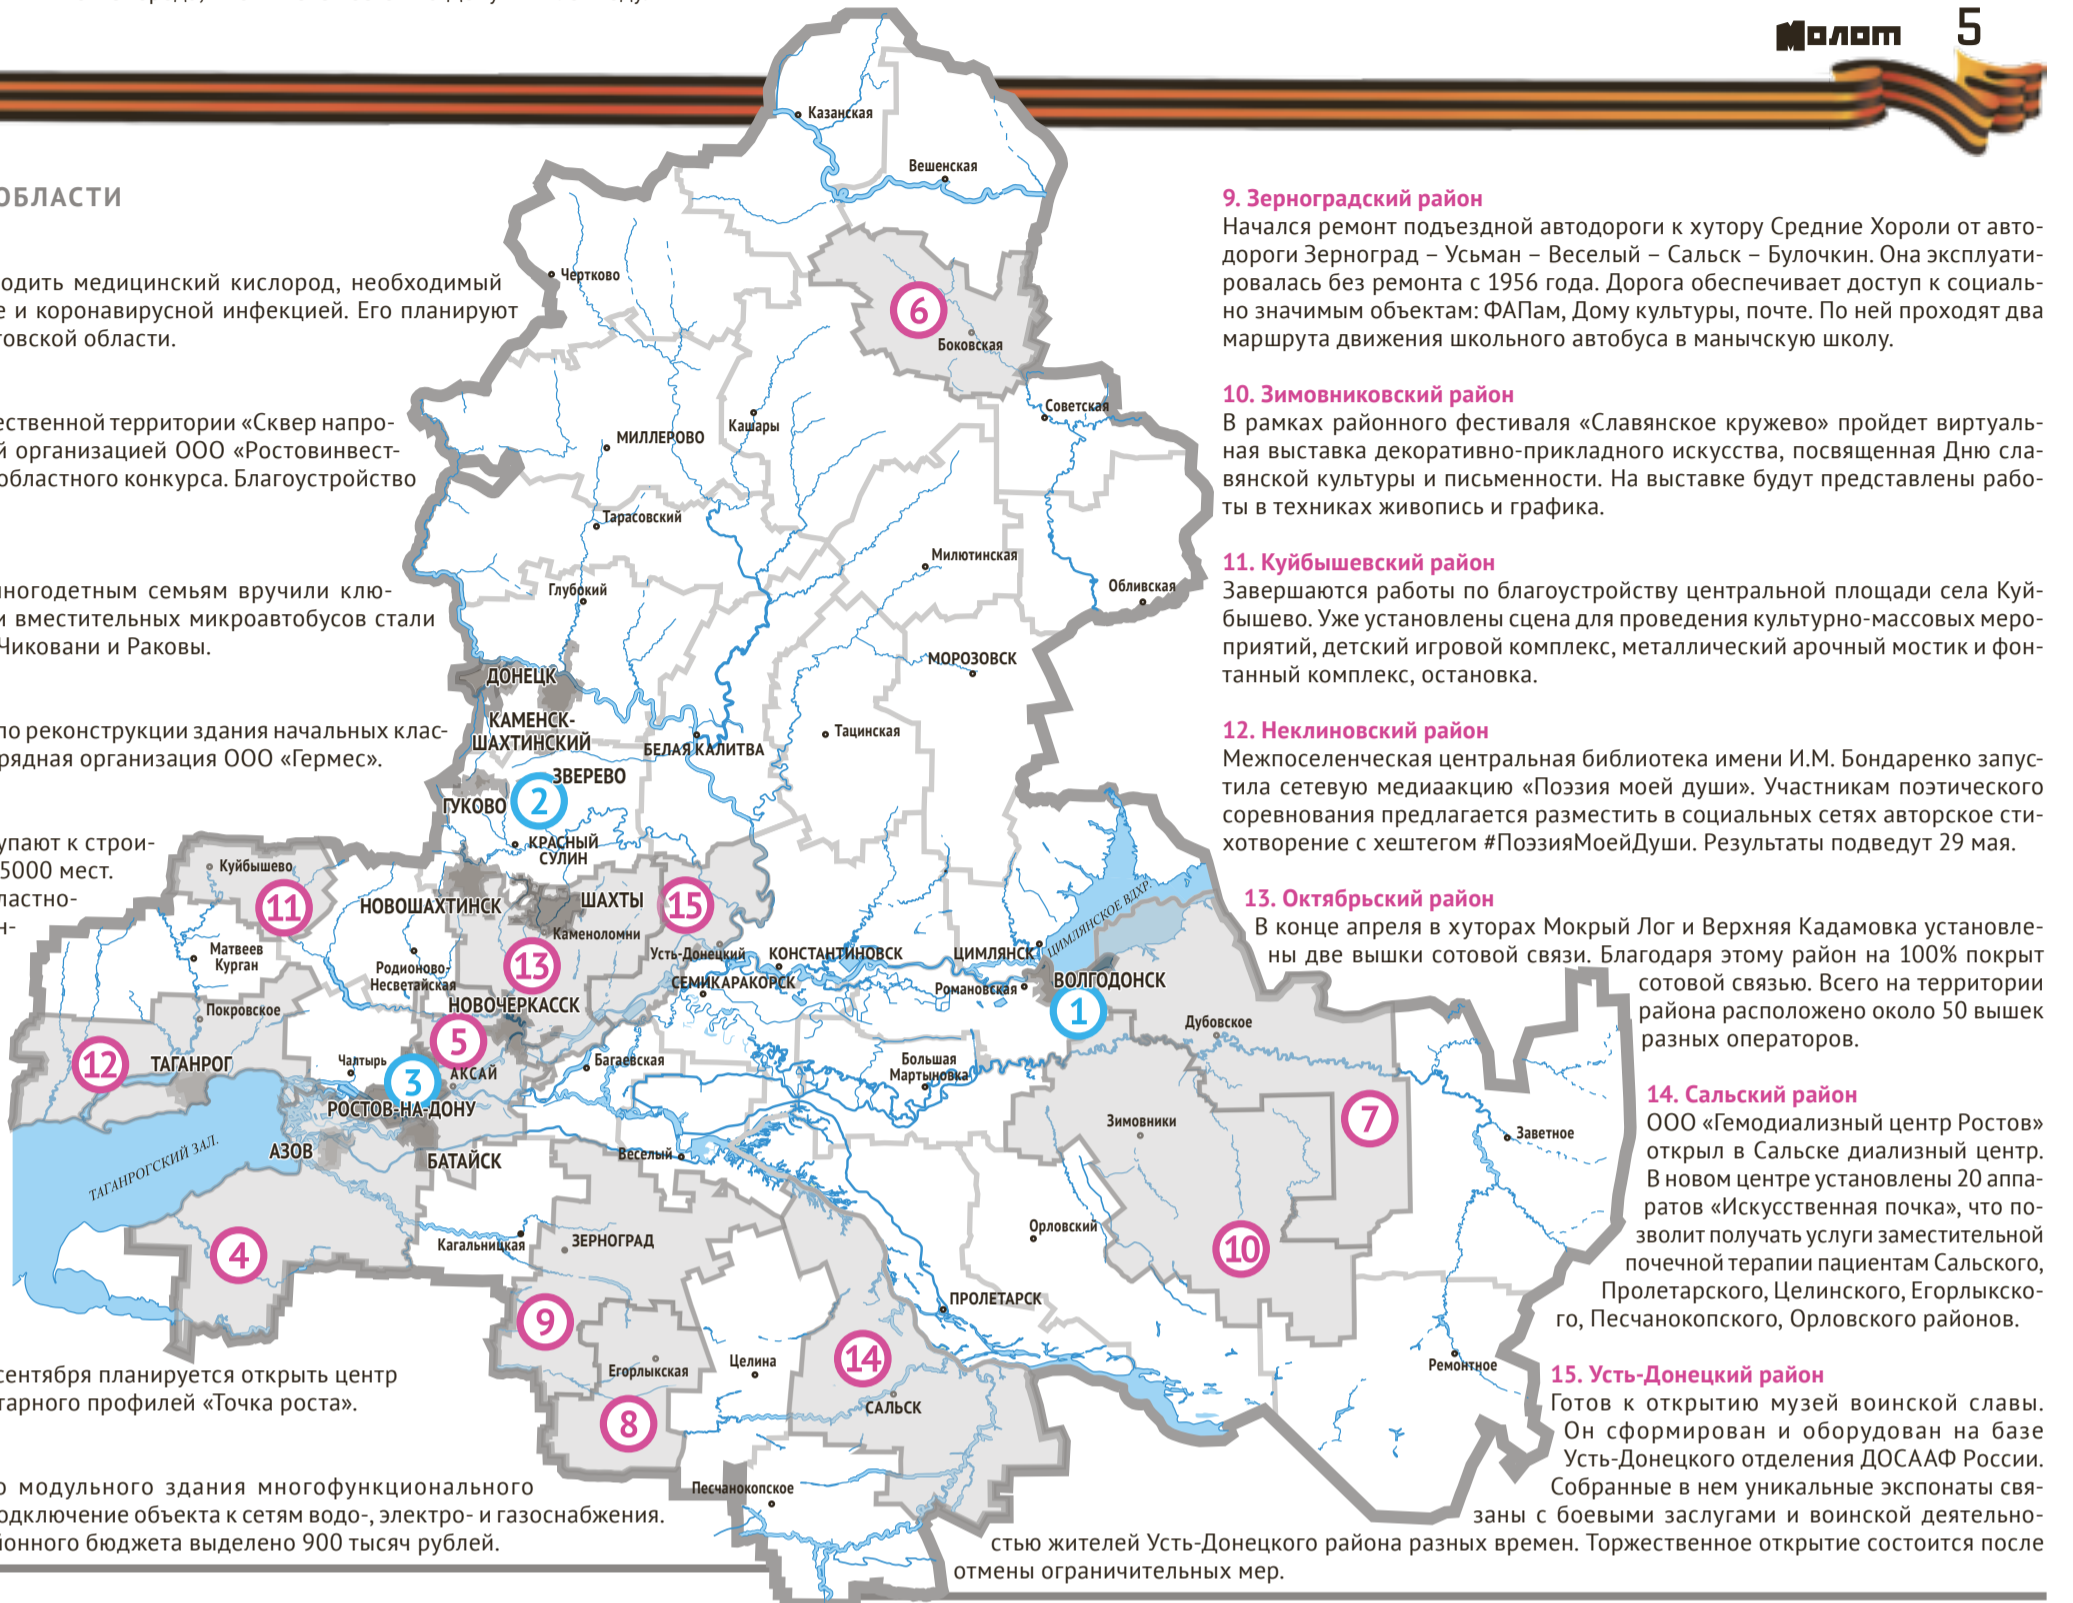 Молот 5
ОБЛАСТИ
одить медицинский кислород, необходимый
е и коронавирусной инфекцией. Его планируют
товской области.
ественной территории «Сквер напро-
й организацией ООО «Ростовинвест-
областного конкурса. Благоустройство
многодетным семьям вручили клю-
и вместительных микроавтобусов стали
Чиковани и Раковы.
по реконструкции здания начальных клас-
рядная организация ООО «Гермес».
упают к строи-
5000 мест.
ластно-
н-
сентября планируется открыть центр
тарного профилей «Точка роста».
о модульного здания многофункционального
одключение объекта к сетям водо-, электро- и газоснабжения.
йонного бюджета выделено 900 тысяч рублей.
Казанская
Вешенская
Чертково
6
Боковская
Советская
Кашары
МИЛЛЕРОВО
Тарасовский
Милютинская
Глубокий
Обливская
МОРОЗОВСК
ДОНЕЦК
КАМЕНСК-
ШАХТИНСКИЙ
Тацинская
БЕЛАЯ КАЛИТВА
ЗВЕРЕВО
2
ГУКОВО
КРАСНЫЙ
СУЛИН
Куйбышево
11
НОВОШАХТИНСК
ШАХТЫ
15
Каменоломни
Матвеев
Курган
Родионово-
Несветайская
13
Усть-Донецкий
КОНСТАНТИНОВСК
ЦИМЛЯНСК
ЦИМЛЯНСКОЕ ВДХР.
СЕМИКАРАКОРСК
Романовская
ВОЛГОДОНСК
1
НОВОЧЕРКАССК
Покровское
5
Дубовское
12
ТАГАНРОГ
Чалтырь
3
АКСАЙ
Багаевская
Большая
Мартыновка
РОСТОВ-НА-ДОНУ
Зимовники
7
Заветное
АЗОВ
БАТАЙСК
Веселый
ТАГАНРОГСКИЙ ЗАЛ.
4
Кагальницкая
ЗЕРНОГРАД
Орловский
10
ПРОЛЕТАРСК
9
14
Егорлыкская
Целина
Ремонтное
8
САЛЬСК
Песчанокопское
9. Зерноградский район
Начался ремонт подъездной автодороги к хутору Средние Хороли от авто-
дороги Зерноград – Усьман – Веселый – Сальск – Булочкин. Она эксплуати-
ровалась без ремонта с 1956 года. Дорога обеспечивает доступ к социаль-
но значимым объектам: ФАПам, Дому культуры, почте. По ней проходят два
маршрута движения школьного автобуса в манычскую школу.
10. Зимовниковский район
В рамках районного фестиваля «Славянское кружево» пройдет виртуаль-
ная выставка декоративно-прикладного искусства, посвященная Дню сла-
вянской культуры и письменности. На выставке будут представлены рабо-
ты в техниках живопись и графика.
11. Куйбышевский район
Завершаются работы по благоустройству центральной площади села Куй-
бышево. Уже установлены сцена для проведения культурно-массовых меро-
приятий, детский игровой комплекс, металлический арочный мостик и фон-
танный комплекс, остановка.
12. Неклиновский район
Межпоселенческая центральная библиотека имени И.М. Бондаренко запус-
тила сетевую медиаакцию «Поэзия моей души». Участникам поэтического
соревнования предлагается разместить в социальных сетях авторское сти-
хотворение с хештегом #ПоэзияМоейДуши. Результаты подведут 29 мая.
13. Октябрьский район
В конце апреля в хуторах Мокрый Лог и Верхняя Кадамовка установле-
ны две вышки сотовой связи. Благодаря этому район на 100% покрыт
сотовой связью. Всего на территории
района расположено около 50 вышек
разных операторов.
14. Сальский район
ООО «Гемодиализный центр Ростов»
открыл в Сальске диализный центр.
В новом центре установлены 20 аппа-
ратов «Искусственная почка», что по-
зволит получать услуги заместительной
почечной терапии пациентам Сальского,
Пролетарского, Целинского, Егорлыкско-
го, Песчанокопского, Орловского районов.
15. Усть-Донецкий район
Готов к открытию музей воинской славы.
Он сформирован и оборудован на базе
Усть-Донецкого отделения ДОСААФ России.
Собранные в нем уникальные экспонаты свя-
заны с боевыми заслугами и воинской деятельно-
стью жителей Усть-Донецкого района разных времен. Торжественное открытие состоится после
отмены ограничительных мер.